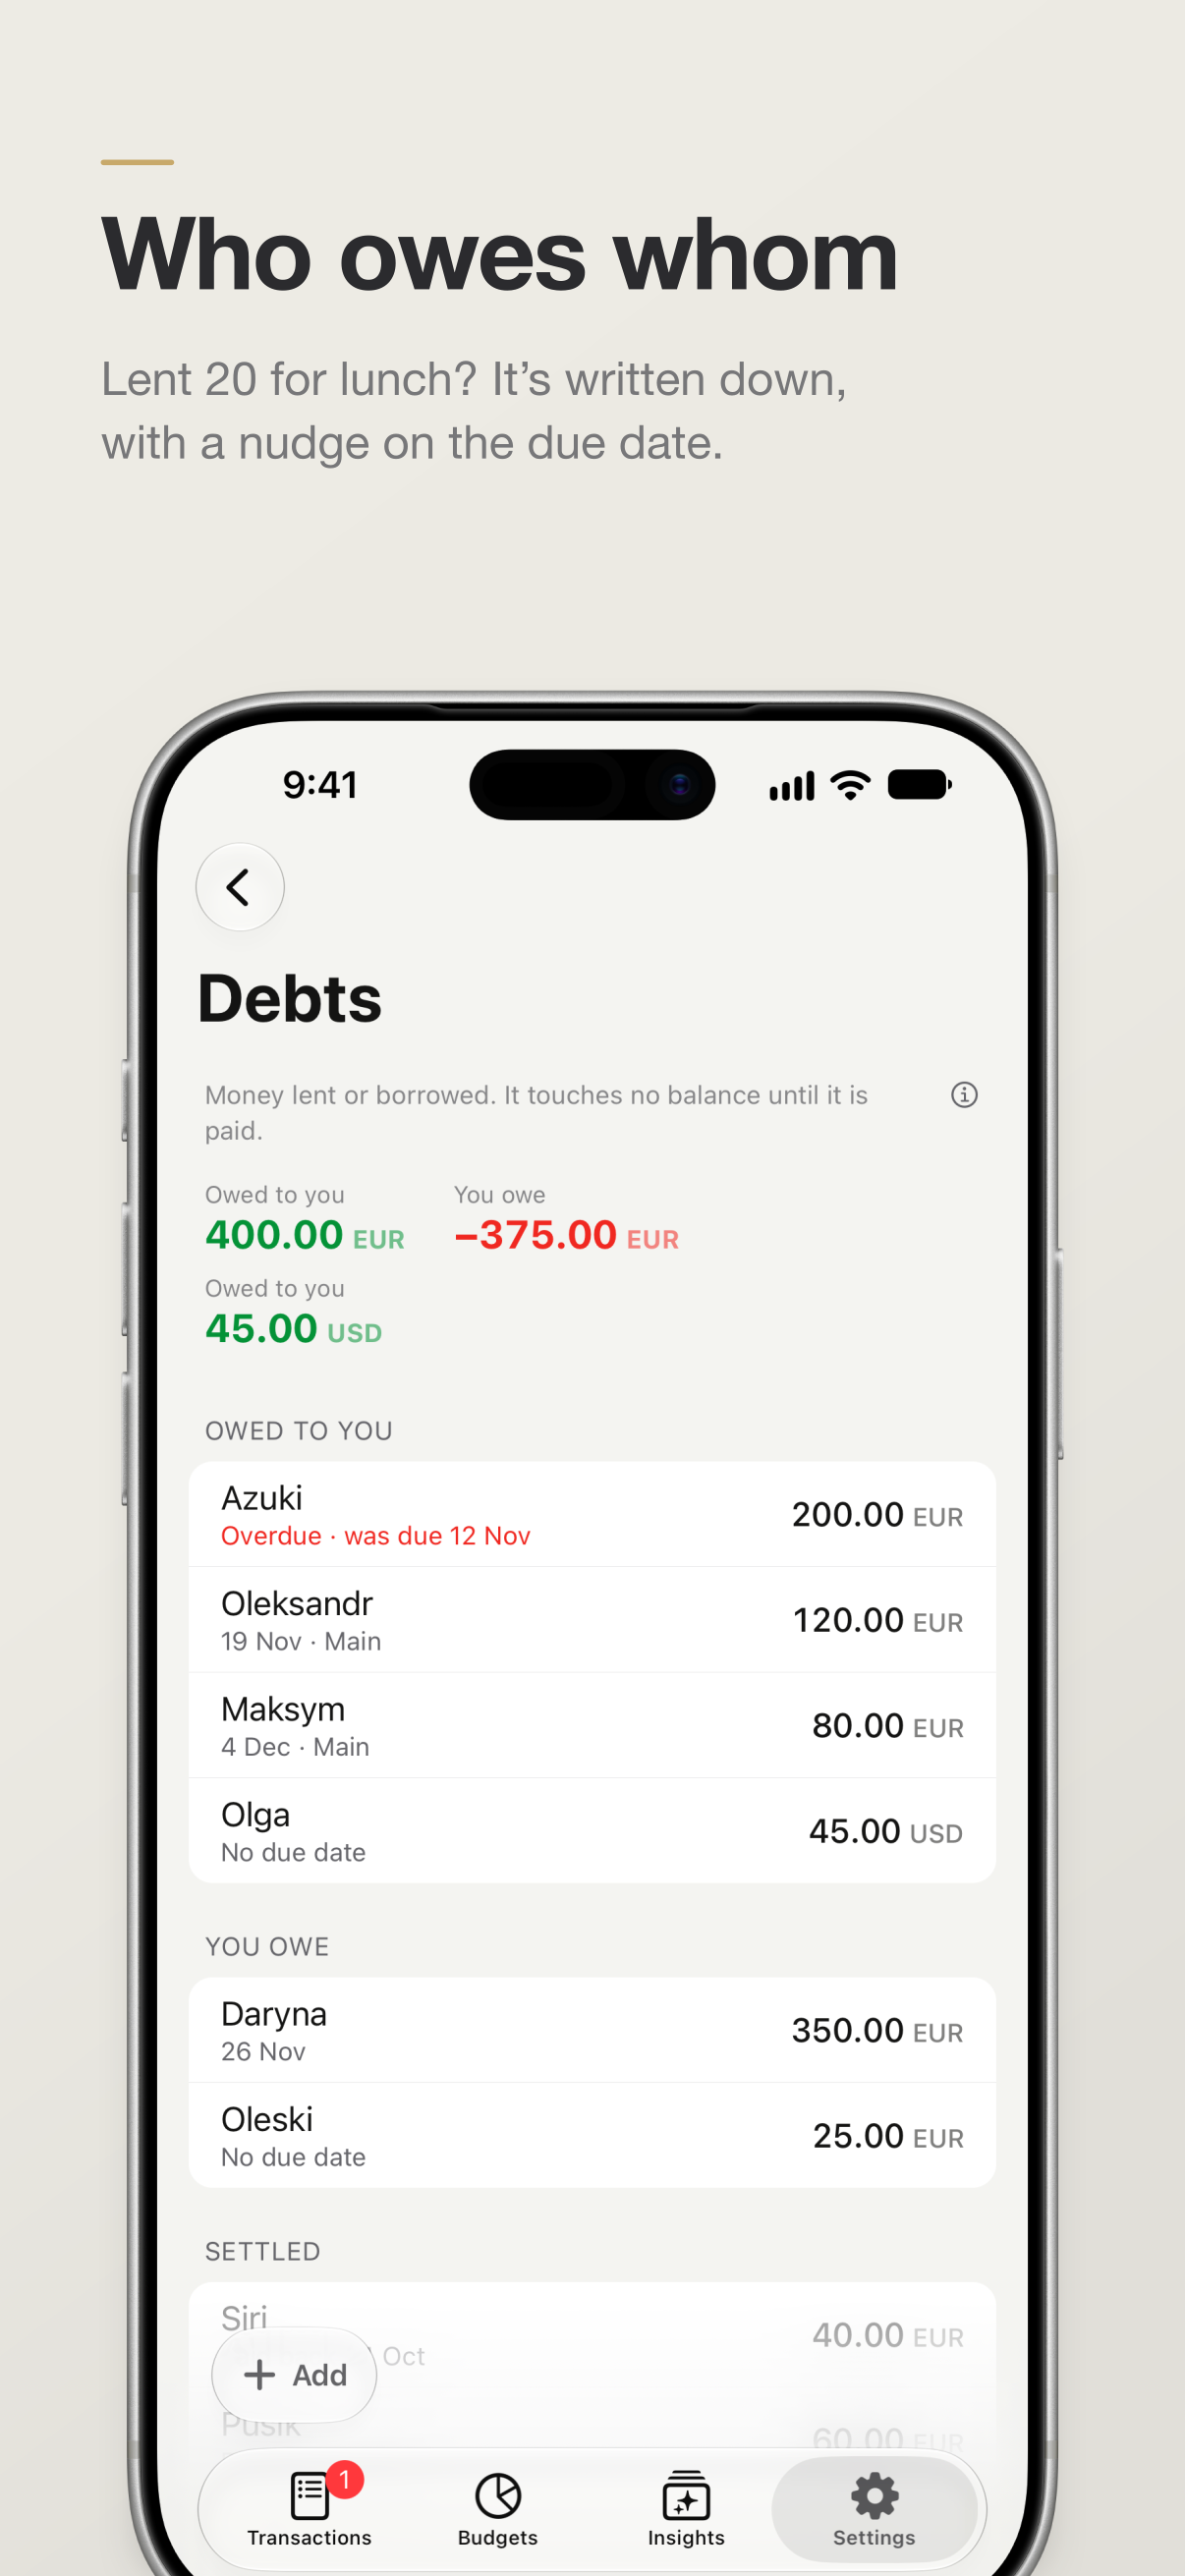 Who owes whom
Lent 20 for lunch? It’s written down,
with a nudge on the due date.
9:41
Debts
Money lent or borrowed. It touches no balance until it is
paid.
Owed to you You owe
400.00 EUR –375.00 EUR
Owed to you
45.00 USD
OWED TO YOU
Azuki
200.00 EUR
Overdue · was due 12 Nov
Oleksandr
120.00 EUR
19 Nov · Main
Maksym
80.00 EUR
4 Dec · Main
Olga
45.00 USD
No due date
YOU OWE
Daryna
350.00 EUR
26 Nov
Oleski
25.00 EUR
No due date
SETTLED
Siri
40.00 EUR
Oct
Add
Pusik
60.00 EUR
1
Transactions Budgets Insights Settings